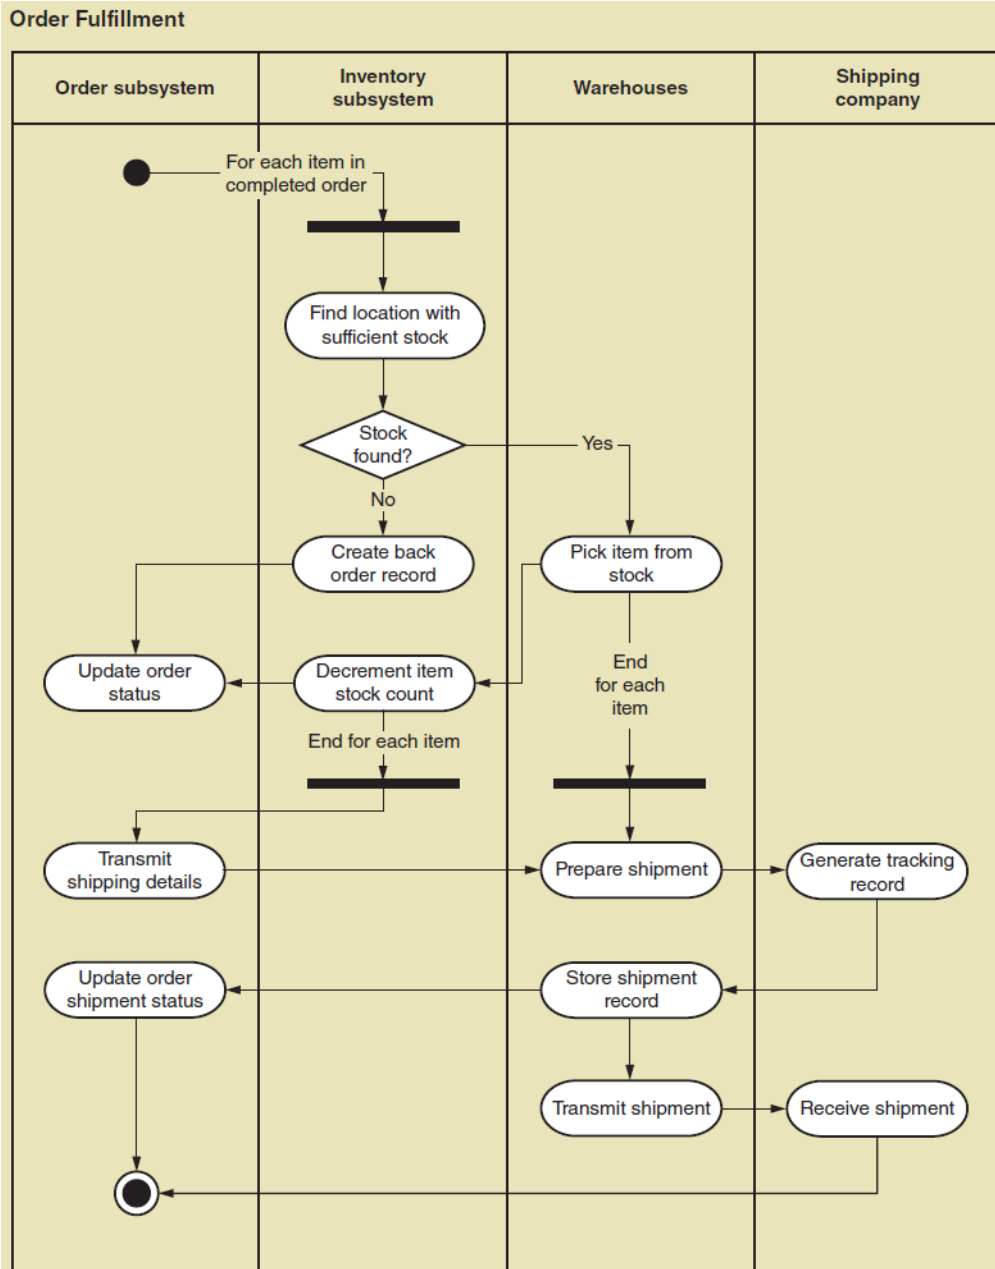 Order Fulfillment
Order subsystem
Inventory
subsystem
Warehouses
Shipping
company
For each item in
completed order
Find location with
sufficient stock
Stock
found?
Yes
No
Create back
order record
Pick item from
stock
Update order
status
Decrement item
stock count
End
for each
item
End for each item
Transmit
shipping details
Prepare shipment
Generate tracking
record
Update order
shipment status
Store shipment
record
Transmit shipment
Receive shipment